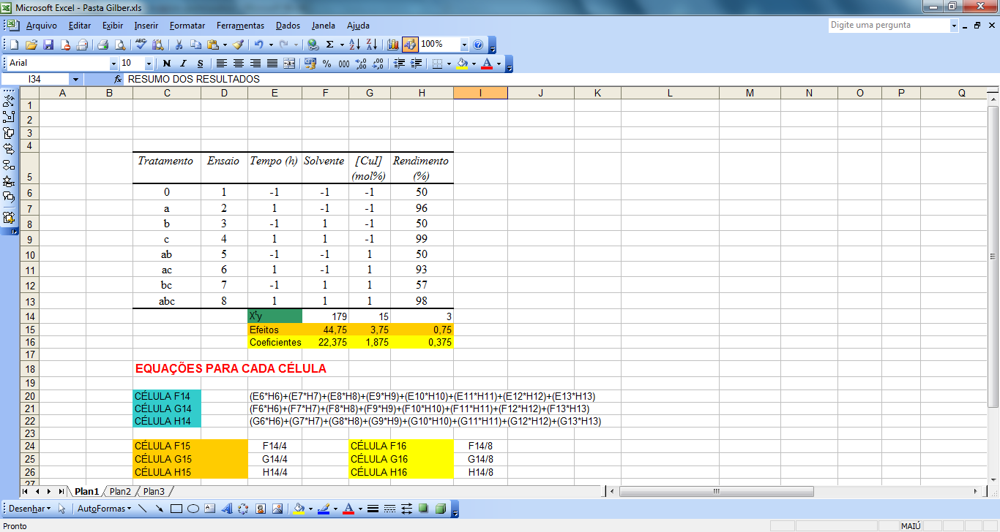 Microsoft Excel - Pasta Gilber.xls
Arquivo Editar Exibir Inserir Formatar Ferramentas Dados Janela Ajuda Digite uma pergunta
100%
Arial 10 N I S
I34 fx RESUMO DOS RESULTADOS
A B C D E F G H I J K L M N O P Q
1
2
3
4
5 Tratamento Ensaio Tempo (h) Solvente [CuI] (mol%) Rendimento (%)
6 0 1 -1 -1 -1 50
7 a 2 1 -1 -1 96
8 b 3 -1 1 -1 50
9 c 4 1 1 -1 99
10 ab 5 -1 -1 1 50
11 ac 6 1 -1 1 93
12 bc 7 -1 1 1 57
13 abc 8 1 1 1 98
14 Xᵗy 179 15 3
15 Efeitos 44,75 3,75 0,75
16 Coeficientes 22,375 1,875 0,375
17
18 EQUAÇÕES PARA CADA CÉLULA
19
20 CÉLULA F14 (E6*H6)+(E7*H7)+(E8*H8)+(E9*H9)+(E10*H10)+(E11*H11)+(E12*H12)+(E13*H13)
21 CÉLULA G14 (F6*H6)+(F7*H7)+(F8*H8)+(F9*H9)+(F10*H10)+(F11*H11)+(F12*H12)+(F13*H13)
22 CÉLULA H14 (G6*H6)+(G7*H7)+(G8*H8)+(G9*H9)+(G10*H10)+(G11*H11)+(G12*H12)+(G13*H13)
23
24 CÉLULA F15 F14/4 CÉLULA F16 F14/8
25 CÉLULA G15 G14/4 CÉLULA G16 G14/8
26 CÉLULA H15 H14/4 CÉLULA H16 H14/8
27
Plan1 Plan2 Plan3
Desenhar AutoFormas
Pronto MAIÚ